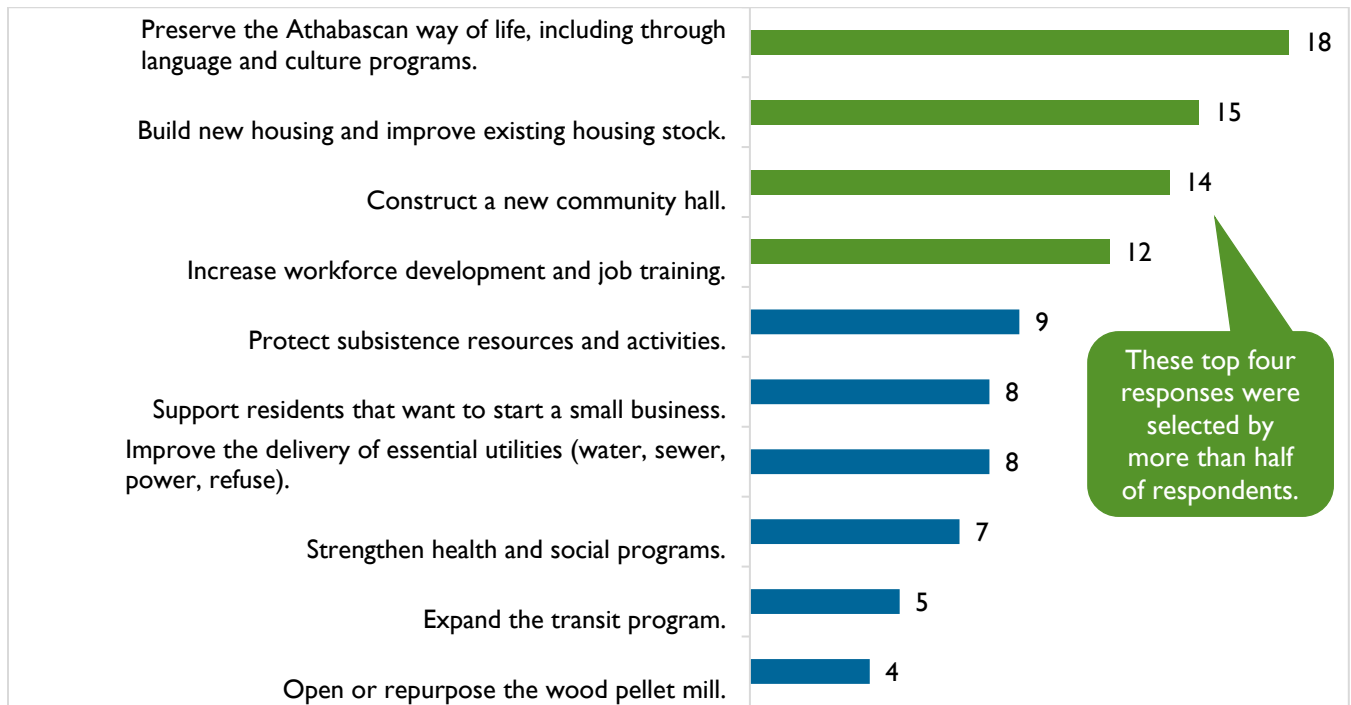 Preserve the Athabascan way of life, including through
language and culture programs.
18
Build new housing and improve existing housing stock.
15
Construct a new community hall.
14
Increase workforce development and job training.
12
Protect subsistence resources and activities.
9
Support residents that want to start a small business.
8
Improve the delivery of essential utilities (water, sewer,
power, refuse).
8
Strengthen health and social programs.
7
Expand the transit program.
5
Open or repurpose the wood pellet mill.
4
These top four
responses were
selected by
more than half
of respondents.